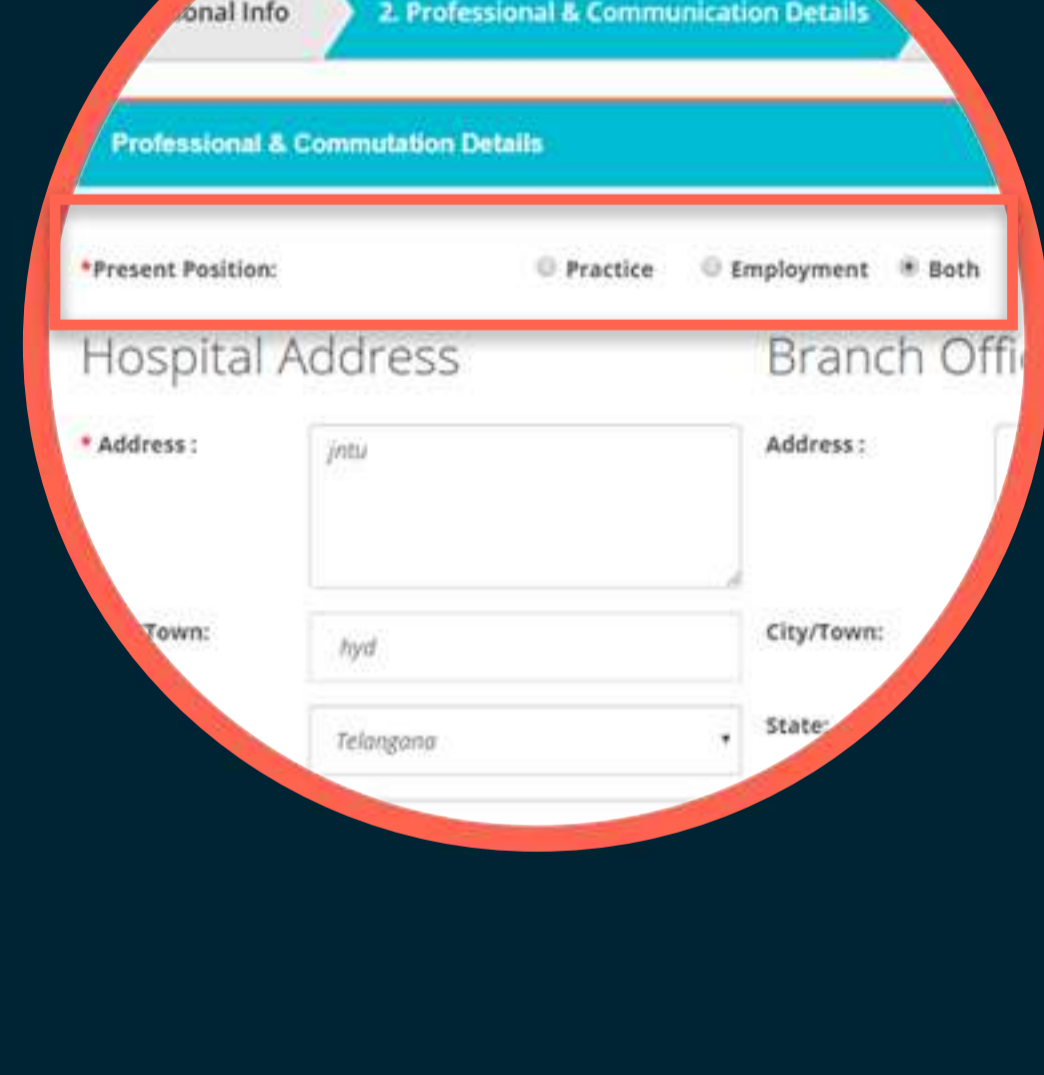 onal Info 2. Professional & Communication Details
Professional & Commutation Details
*Present Position: Practice Employment Both
Hospital Address Branch Offi
* Address : jntu Address :
Town: hyd City/Town:
Telangana State: